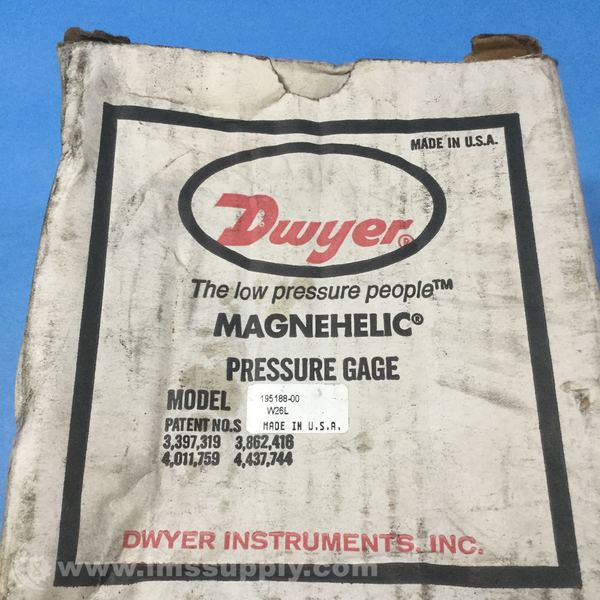 MADE IN U.S.A.
Dwyer®
The low pressure people™
MAGNEHELIC®
PRESSURE GAGE
MODEL 195188-00
W26L
PATENT NO.S MADE IN U.S.A.
3,397,319 3,862,416
4,011,759 4,437,744
DWYER INSTRUMENTS, INC.
www.imssupply.com